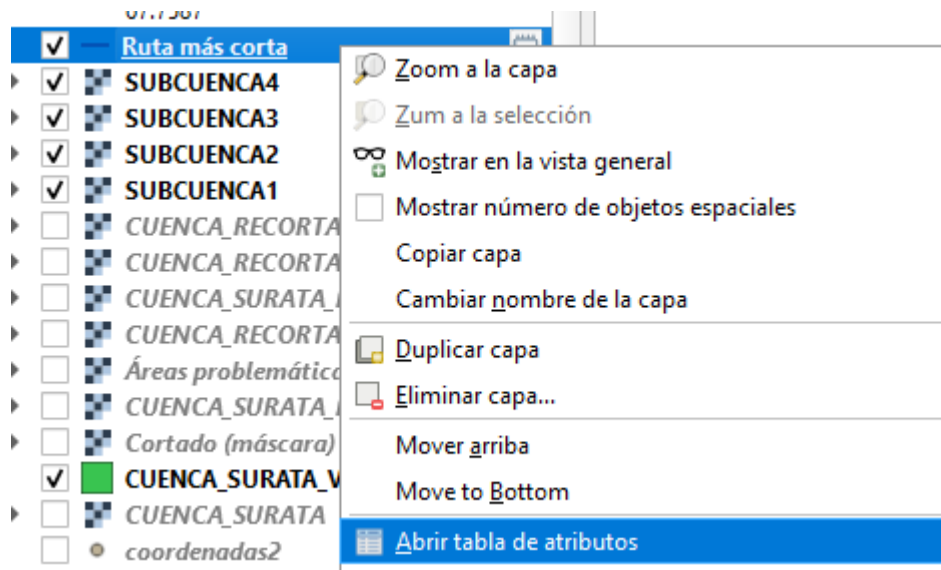 Ruta más corta
SUBCUENCA4
SUBCUENCA3
SUBCUENCA2
SUBCUENCA1
CUENCA_RECORTA
CUENCA_RECORTA
CUENCA_SURATA_
CUENCA_RECORTA
Áreas problemátic
CUENCA_SURATA_
Cortado (máscara)
CUENCA_SURATA_V
CUENCA_SURATA
coordenadas2
Zoom a la capa
Zum a la selección
Mostrar en la vista general
Mostrar número de objetos espaciales
Copiar capa
Cambiar nombre de la capa
Duplicar capa
Eliminar capa...
Mover arriba
Move to Bottom
Abrir tabla de atributos